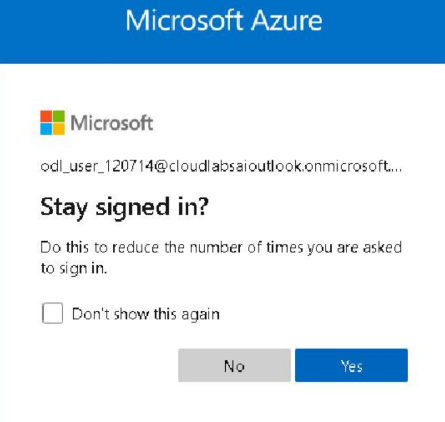 Microsoft Azure
Microsoft
odl_user_120714@cloudlabsaioutlook.onmicrosoft....
Stay signed in?
Do this to reduce the number of times you are asked
to sign in.
Don't show this again
No
Yes